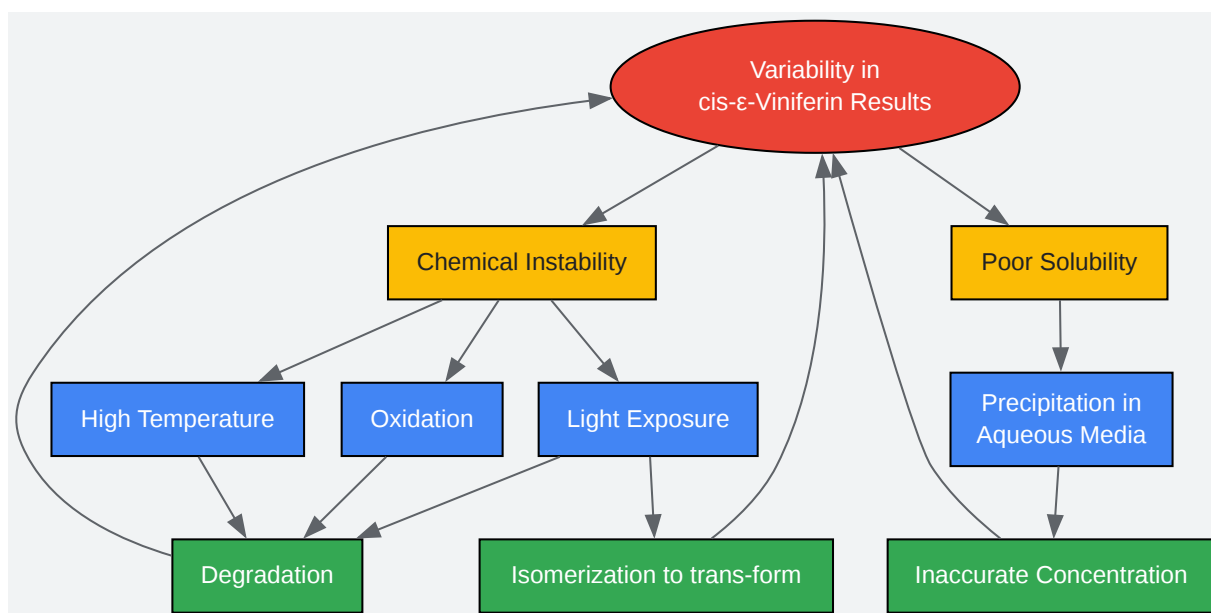 Variability in
cis-ε-Viniferin Results
Chemical Instability
Poor Solubility
High Temperature
Oxidation
Light Exposure
Precipitation in
Aqueous Media
Degradation
Isomerization to trans-form
Inaccurate Concentration